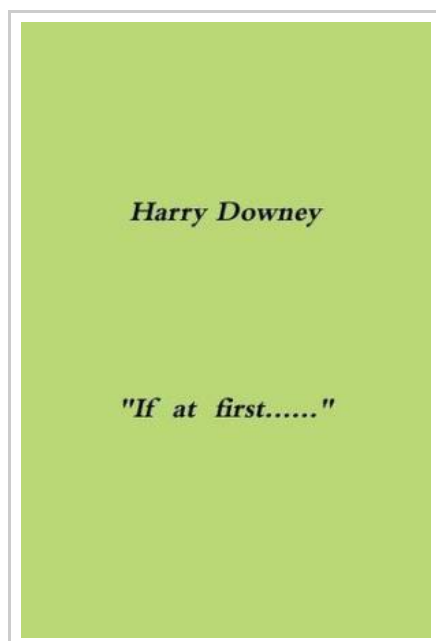 Harry Downey
"If at first......"